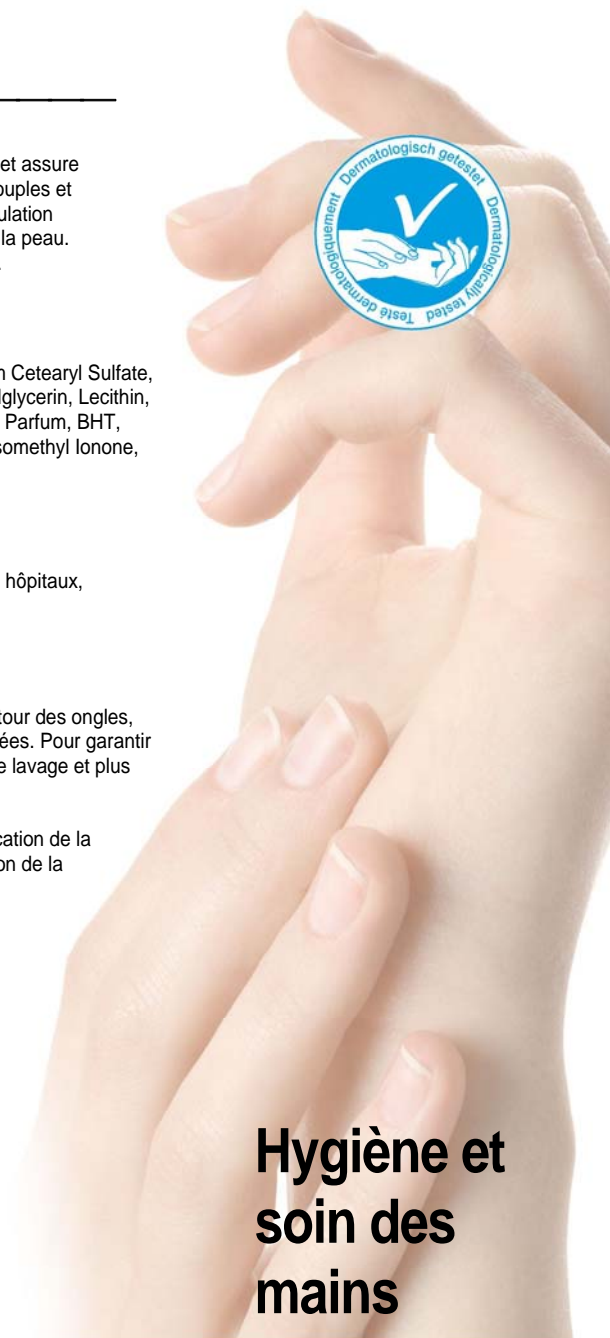 et assure
ouples et
ulation
la peau.
.
n Cetearyl Sulfate,
lglycerin, Lecithin,
Parfum, BHT,
somethyl Ionone,
hôpitaux,
tour des ongles,
ées. Pour garantir
e lavage et plus
cation de la
on de la
Dermatologisch getestet
Dermatologically tested
Testé dermatologiquement
Hygiène et
soin des
mains